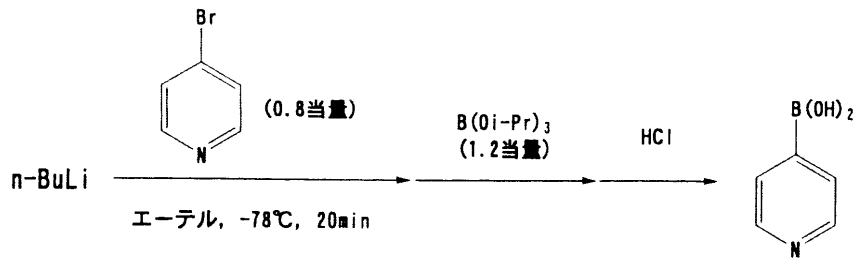 Br
(0.8当量)
N
n-BuLi
エーテル, -78℃, 20min
B(Oi-Pr)3
(1.2当量)
HCl
B(OH)2
N